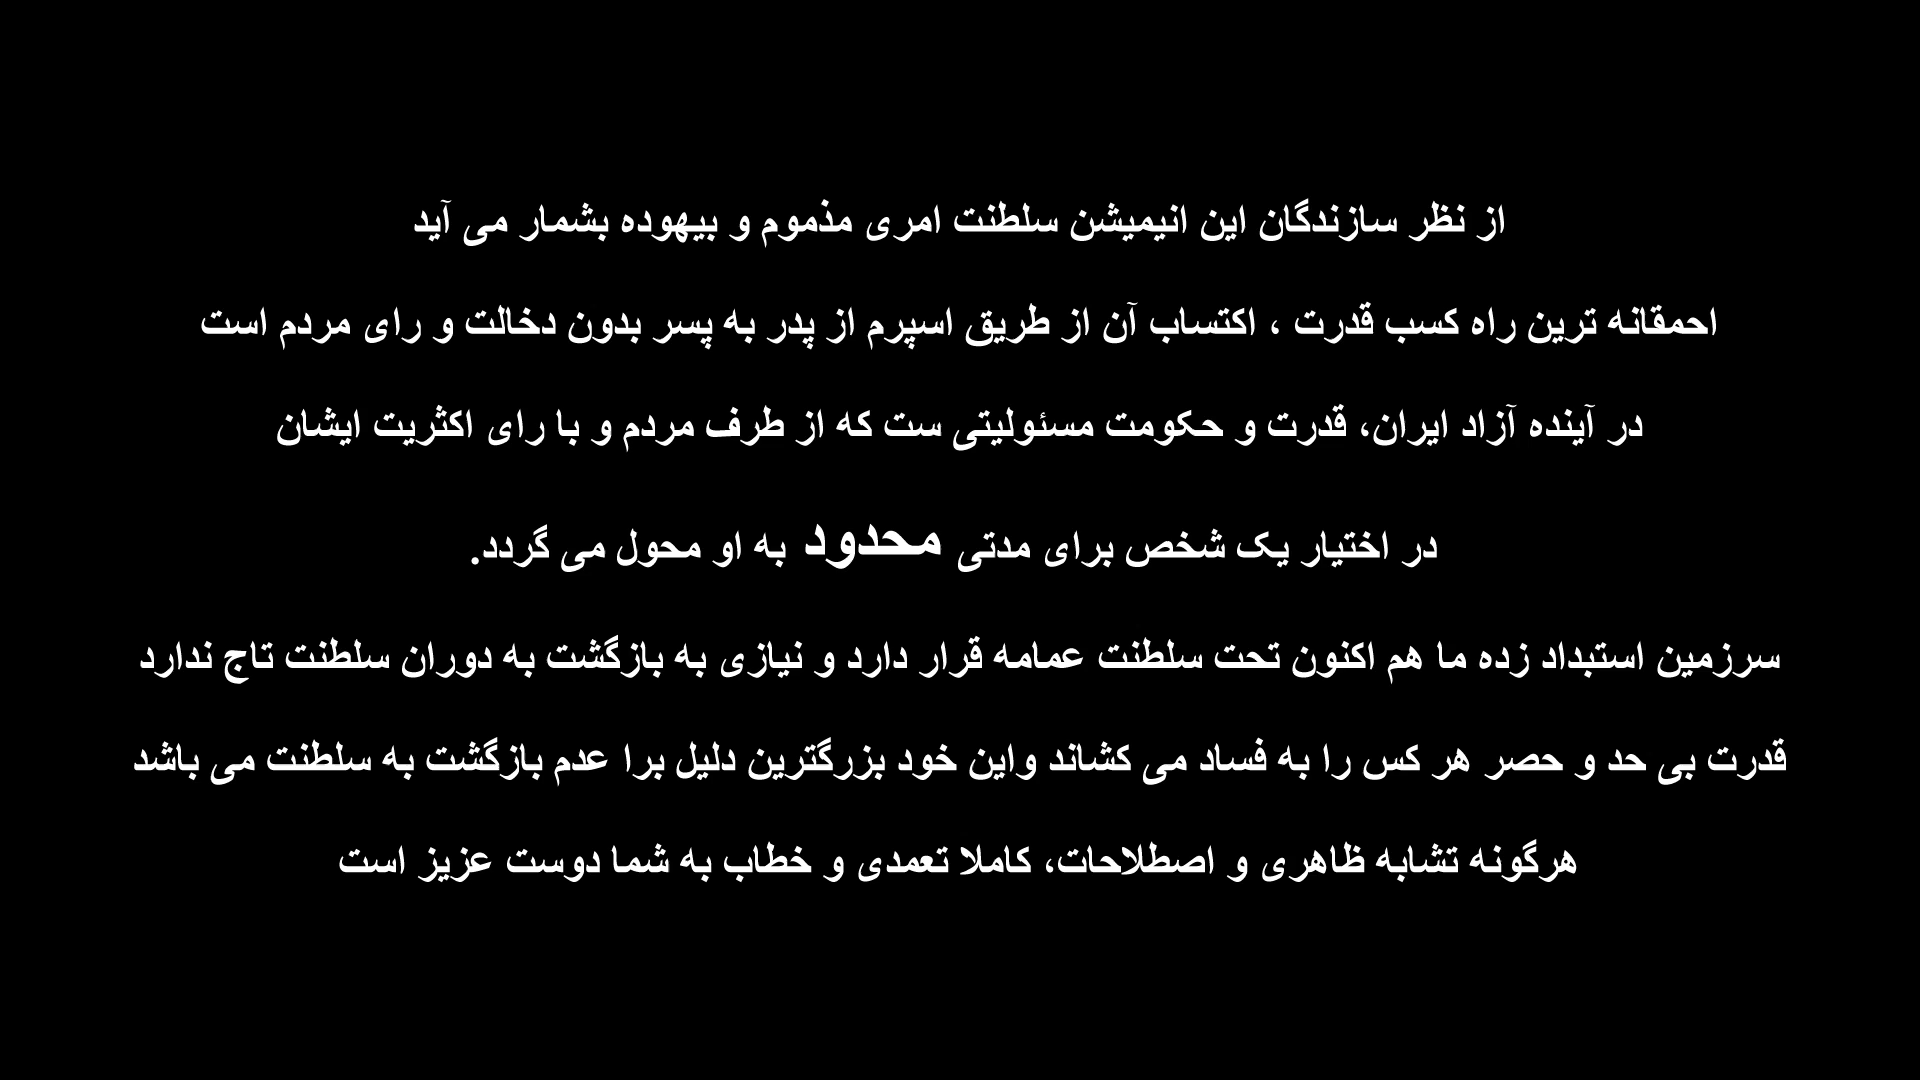 از نظر سازندگان این انیمیشن سلطنت امری مذموم و بیهوده بشمار می آید
احمقانه ترین راه کسب قدرت ، اکتساب آن از طریق اسپرم از پدر به پسر بدون دخالت و رای مردم است
در آینده آزاد ایران، قدرت و حکومت مسئولیتی ست که از طرف مردم و با رای اکثریت ایشان
در اختیار یک شخص برای مدتی محدود به او محول می گردد.
سرزمین استبداد زده ما هم اکنون تحت سلطنت عمامه قرار دارد و نیازی به بازگشت به دوران سلطنت تاج ندارد
قدرت بی حد و حصر هر کس را به فساد می کشاند واین خود بزرگترین دلیل برا عدم بازگشت به سلطنت می باشد
هرگونه تشابه ظاهری و اصطلاحات، کاملا تعمدی و خطاب به شما دوست عزیز است